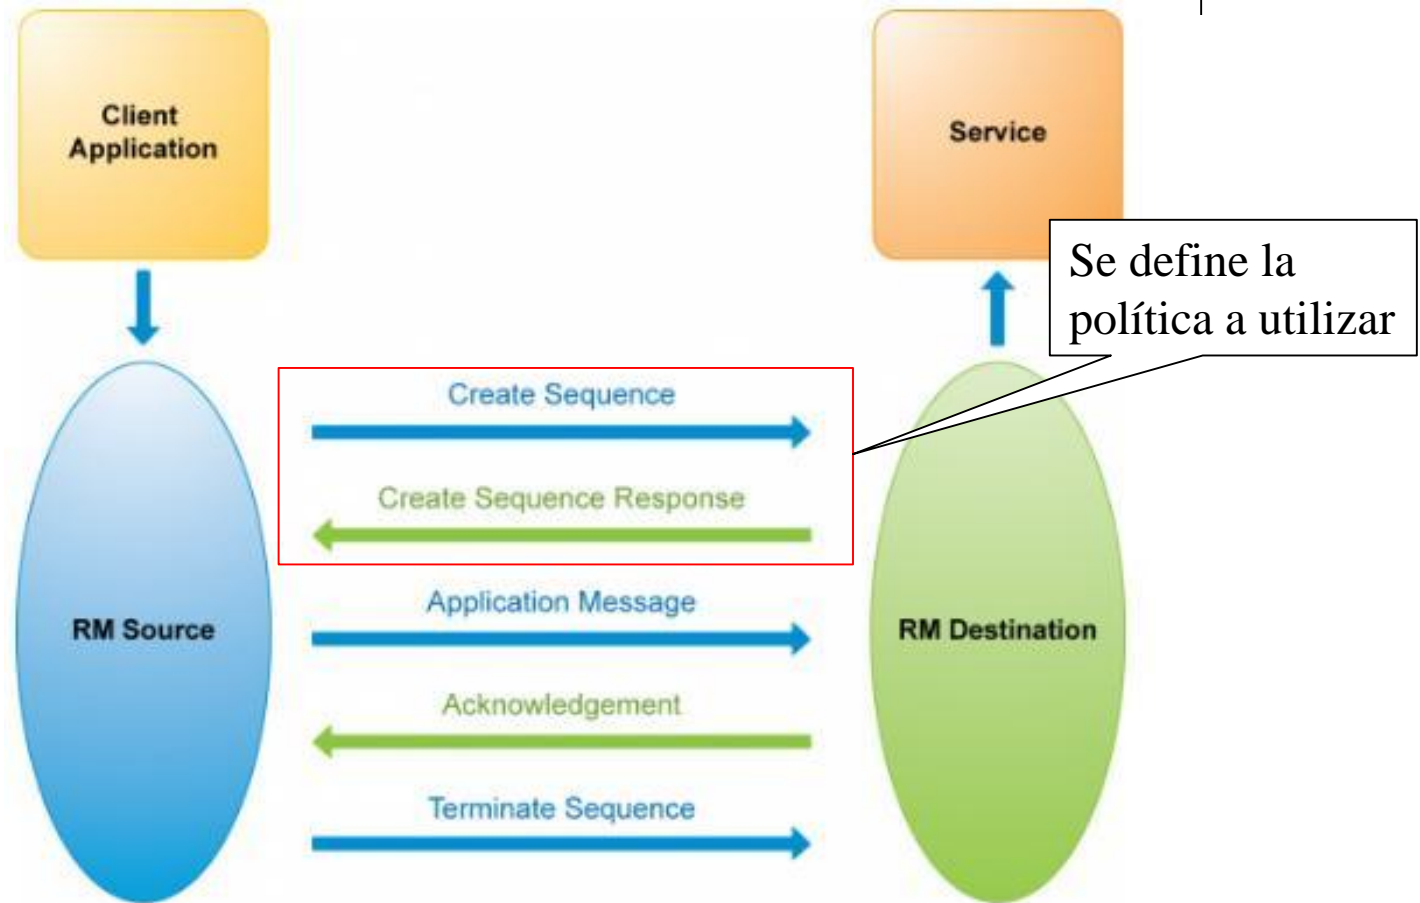 Client
Application
Service
Se define la
política a utilizar
Create Sequence
Create Sequence Response
Application Message
RM Source
RM Destination
Acknowledgement
Terminate Sequence